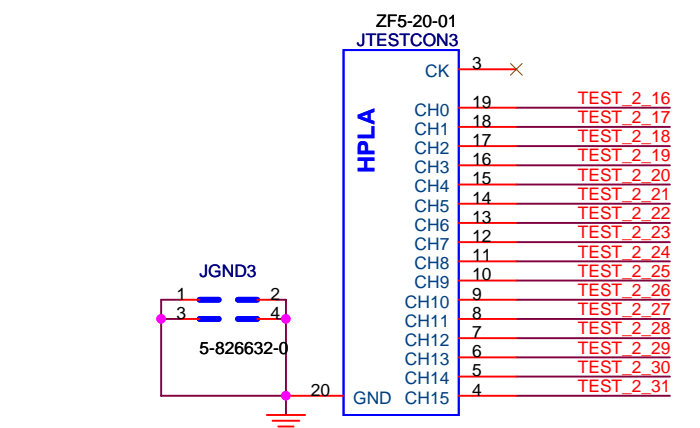 ZF5-20-01
JTESTCON3
CK 3
HPLA
CH0 19 TEST_2_16
CH1 18 TEST_2_17
CH2 17 TEST_2_18
CH3 16 TEST_2_19
CH4 15 TEST_2_20
CH5 14 TEST_2_21
CH6 13 TEST_2_22
CH7 12 TEST_2_23
CH8 11 TEST_2_24
CH9 10 TEST_2_25
CH10 9 TEST_2_26
CH11 8 TEST_2_27
CH12 7 TEST_2_28
CH13 6 TEST_2_29
CH14 5 TEST_2_30
20 GND CH15 4 TEST_2_31
JGND3
1 2
3 4
5-826632-0